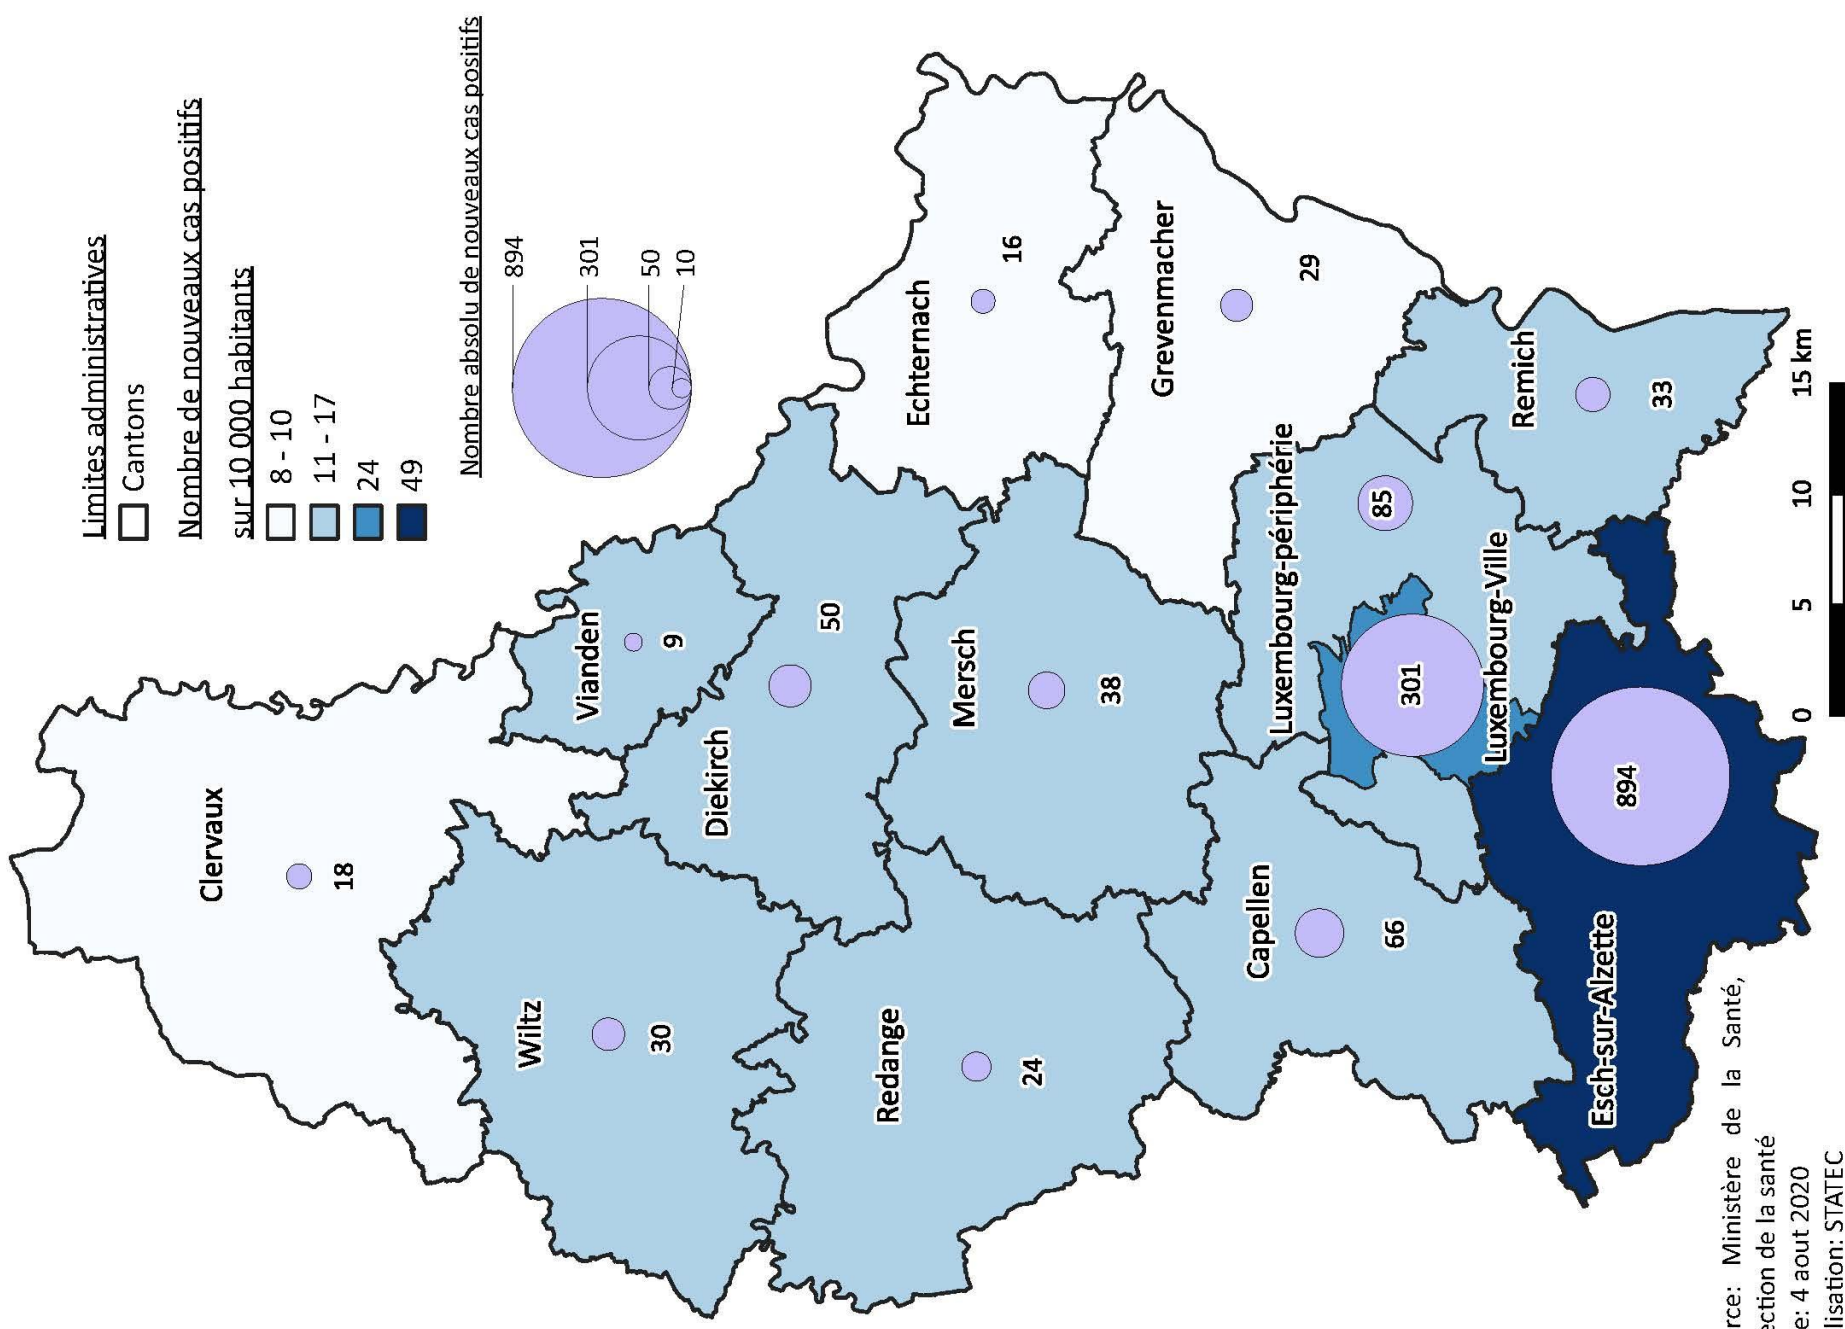 Limites administratives
Cantons
Nombre de nouveaux cas positifs
sur 10 000 habitants
8 - 10
11 - 17
24
49
Nombre absolu de nouveaux cas positifs
894
301
50
10
Clervaux
18
Wiltz
30
Vianden
9
Diekirch
50
Redange
24
Mersch
38
Echternach
16
Grevenmacher
29
Capellen
66
Luxembourg-périphérie
85
301
Luxembourg-Ville
Remich
33
Esch-sur-Alzette
894
rce: Ministère de la Santé,
ection de la santé
e: 4 aout 2020
lisation: STATEC
0 5 10 15 km